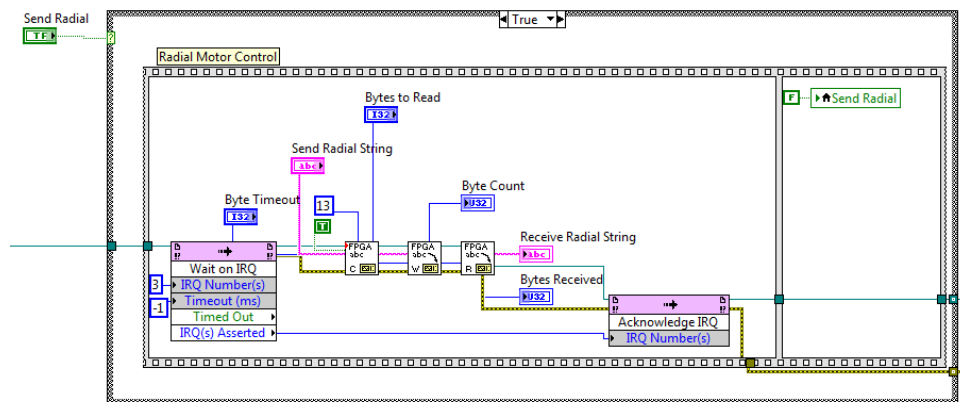 Send Radial
TF
?
True
Radial Motor Control
Bytes to Read
I32
F
Send Radial
Send Radial String
abc
Byte Timeout
I32
13
T
Byte Count
U32
FPGA
abc
C
FPGA
abc
W
FPGA
abc
R
Receive Radial String
abc
Wait on IRQ
3
IRQ Number(s)
-1
Timeout (ms)
Timed Out
IRQ(s) Asserted
Bytes Received
U32
Acknowledge IRQ
IRQ Number(s)